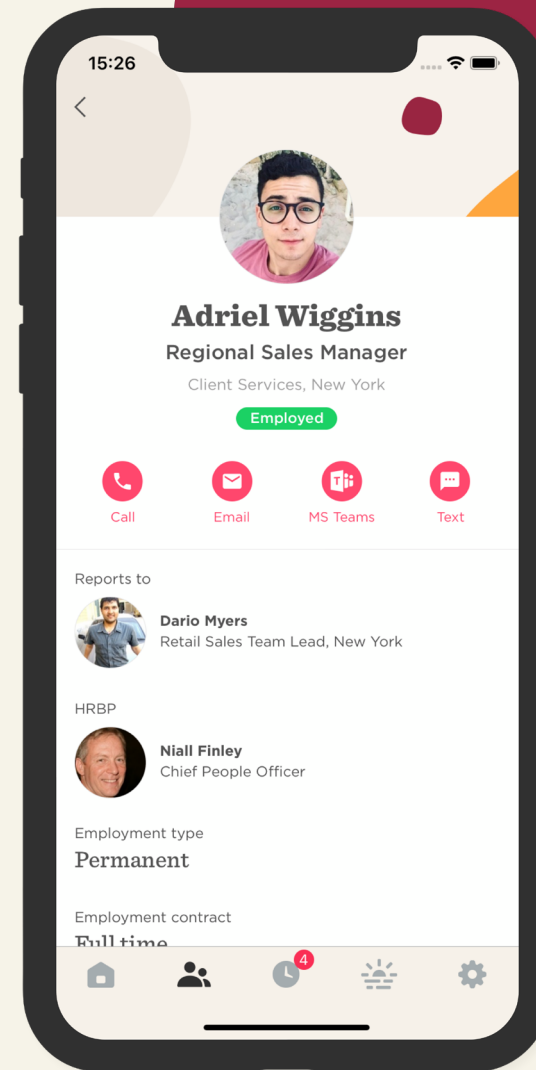 15:26
Adriel Wiggins
Regional Sales Manager
Client Services, New York
Employed
Call Email MS Teams Text
Reports to
Dario Myers
Retail Sales Team Lead, New York
HRBP
Niall Finley
Chief People Officer
Employment type
Permanent
Employment contract
Full time
4